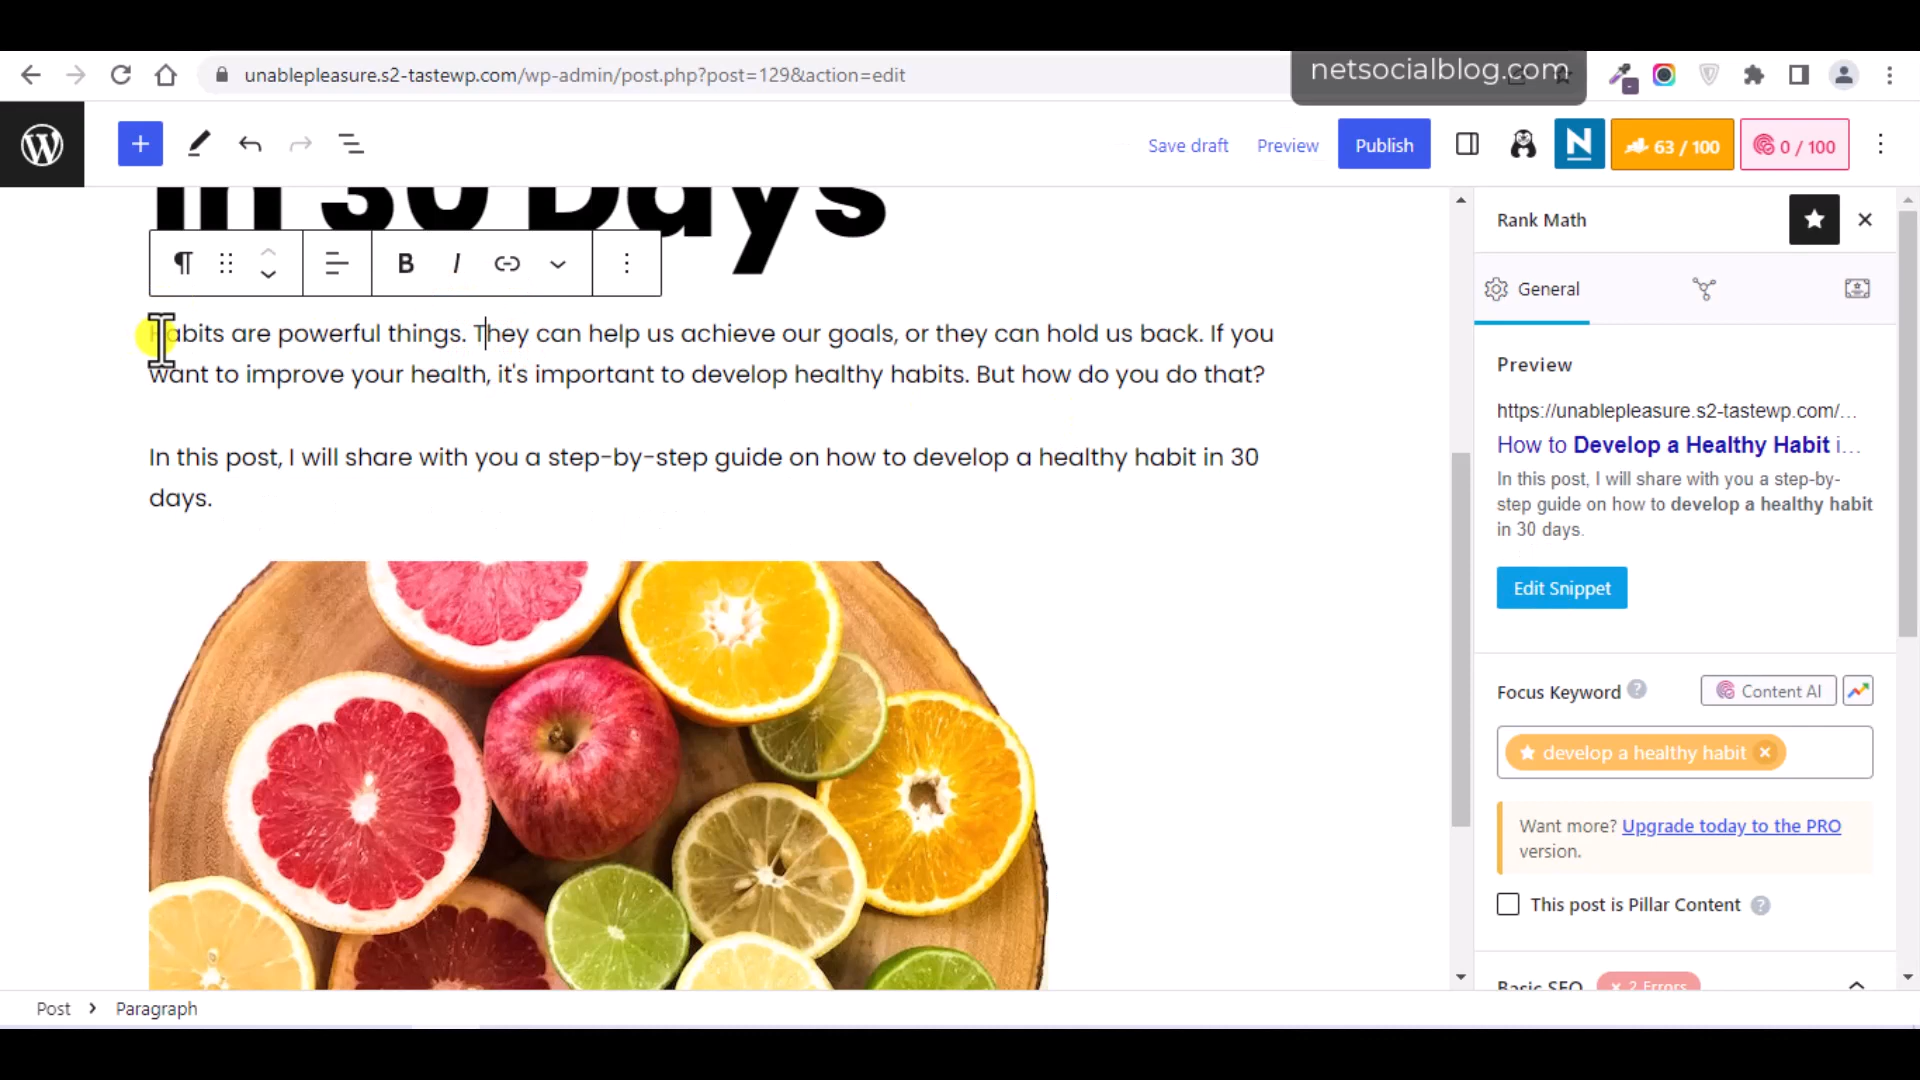 unablepleasure.s2-tastewp.com/wp-admin/post.php?post=129&action=edit
netsocialblog.com
Save draft
Preview
Publish
63 / 100
0 / 100
in 30 Days
Rank Math
B
I
General
Habits are powerful things. They can help us achieve our goals, or they can hold us back. If you
want to improve your health, it's important to develop healthy habits. But how do you do that?
In this post, I will share with you a step-by-step guide on how to develop a healthy habit in 30
days.
Preview
https://unablepleasure.s2-tastewp.com/...
How to Develop a Healthy Habit i...
In this post, I will share with you a step-by-
step guide on how to develop a healthy habit
in 30 days.
Edit Snippet
Focus Keyword
Content AI
develop a healthy habit
Want more? Upgrade today to the PRO
version.
This post is Pillar Content
Basic SEO
2 Errors
Post
Paragraph